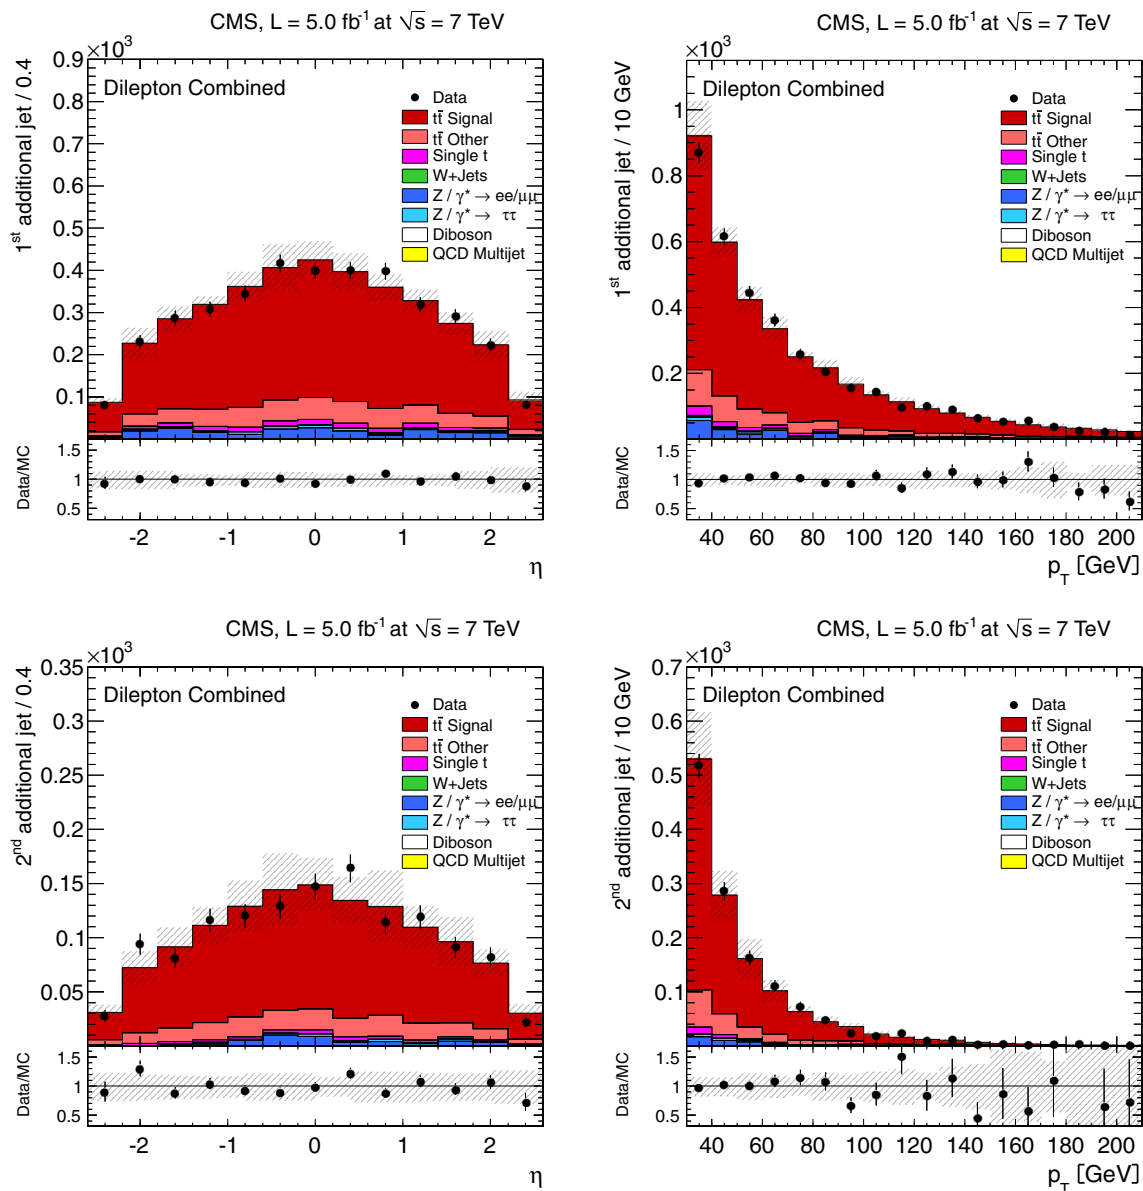 CMS, L = 5.0 fb⁻¹ at √s = 7 TeV
×10³
1ˢᵗ additional jet / 0.4
0.9
0.8
0.7
0.6
0.5
0.4
0.3
0.2
0.1
Dilepton Combined
Data
tt̄ Signal
tt̄ Other
Single t
W+Jets
Z / γ* → ee/μμ
Z / γ* → ττ
Diboson
QCD Multijet
Data/MC
1.5
1
0.5
-2 -1 0 1 2
η
CMS, L = 5.0 fb⁻¹ at √s = 7 TeV
×10³
1ˢᵗ additional jet / 10 GeV
1
0.8
0.6
0.4
0.2
Dilepton Combined
Data
tt̄ Signal
tt̄ Other
Single t
W+Jets
Z / γ* → ee/μμ
Z / γ* → ττ
Diboson
QCD Multijet
Data/MC
1.5
1
0.5
40 60 80 100 120 140 160 180 200
p_T [GeV]
CMS, L = 5.0 fb⁻¹ at √s = 7 TeV
×10³
2ⁿᵈ additional jet / 0.4
0.35
0.3
0.25
0.2
0.15
0.1
0.05
Dilepton Combined
Data
tt̄ Signal
tt̄ Other
Single t
W+Jets
Z / γ* → ee/μμ
Z / γ* → ττ
Diboson
QCD Multijet
Data/MC
1.5
1
0.5
-2 -1 0 1 2
η
CMS, L = 5.0 fb⁻¹ at √s = 7 TeV
×10³
2ⁿᵈ additional jet / 10 GeV
0.7
0.6
0.5
0.4
0.3
0.2
0.1
0
Dilepton Combined
Data
tt̄ Signal
tt̄ Other
Single t
W+Jets
Z / γ* → ee/μμ
Z / γ* → ττ
Diboson
QCD Multijet
Data/MC
1.5
1
0.5
40 60 80 100 120 140 160 180 200
p_T [GeV]